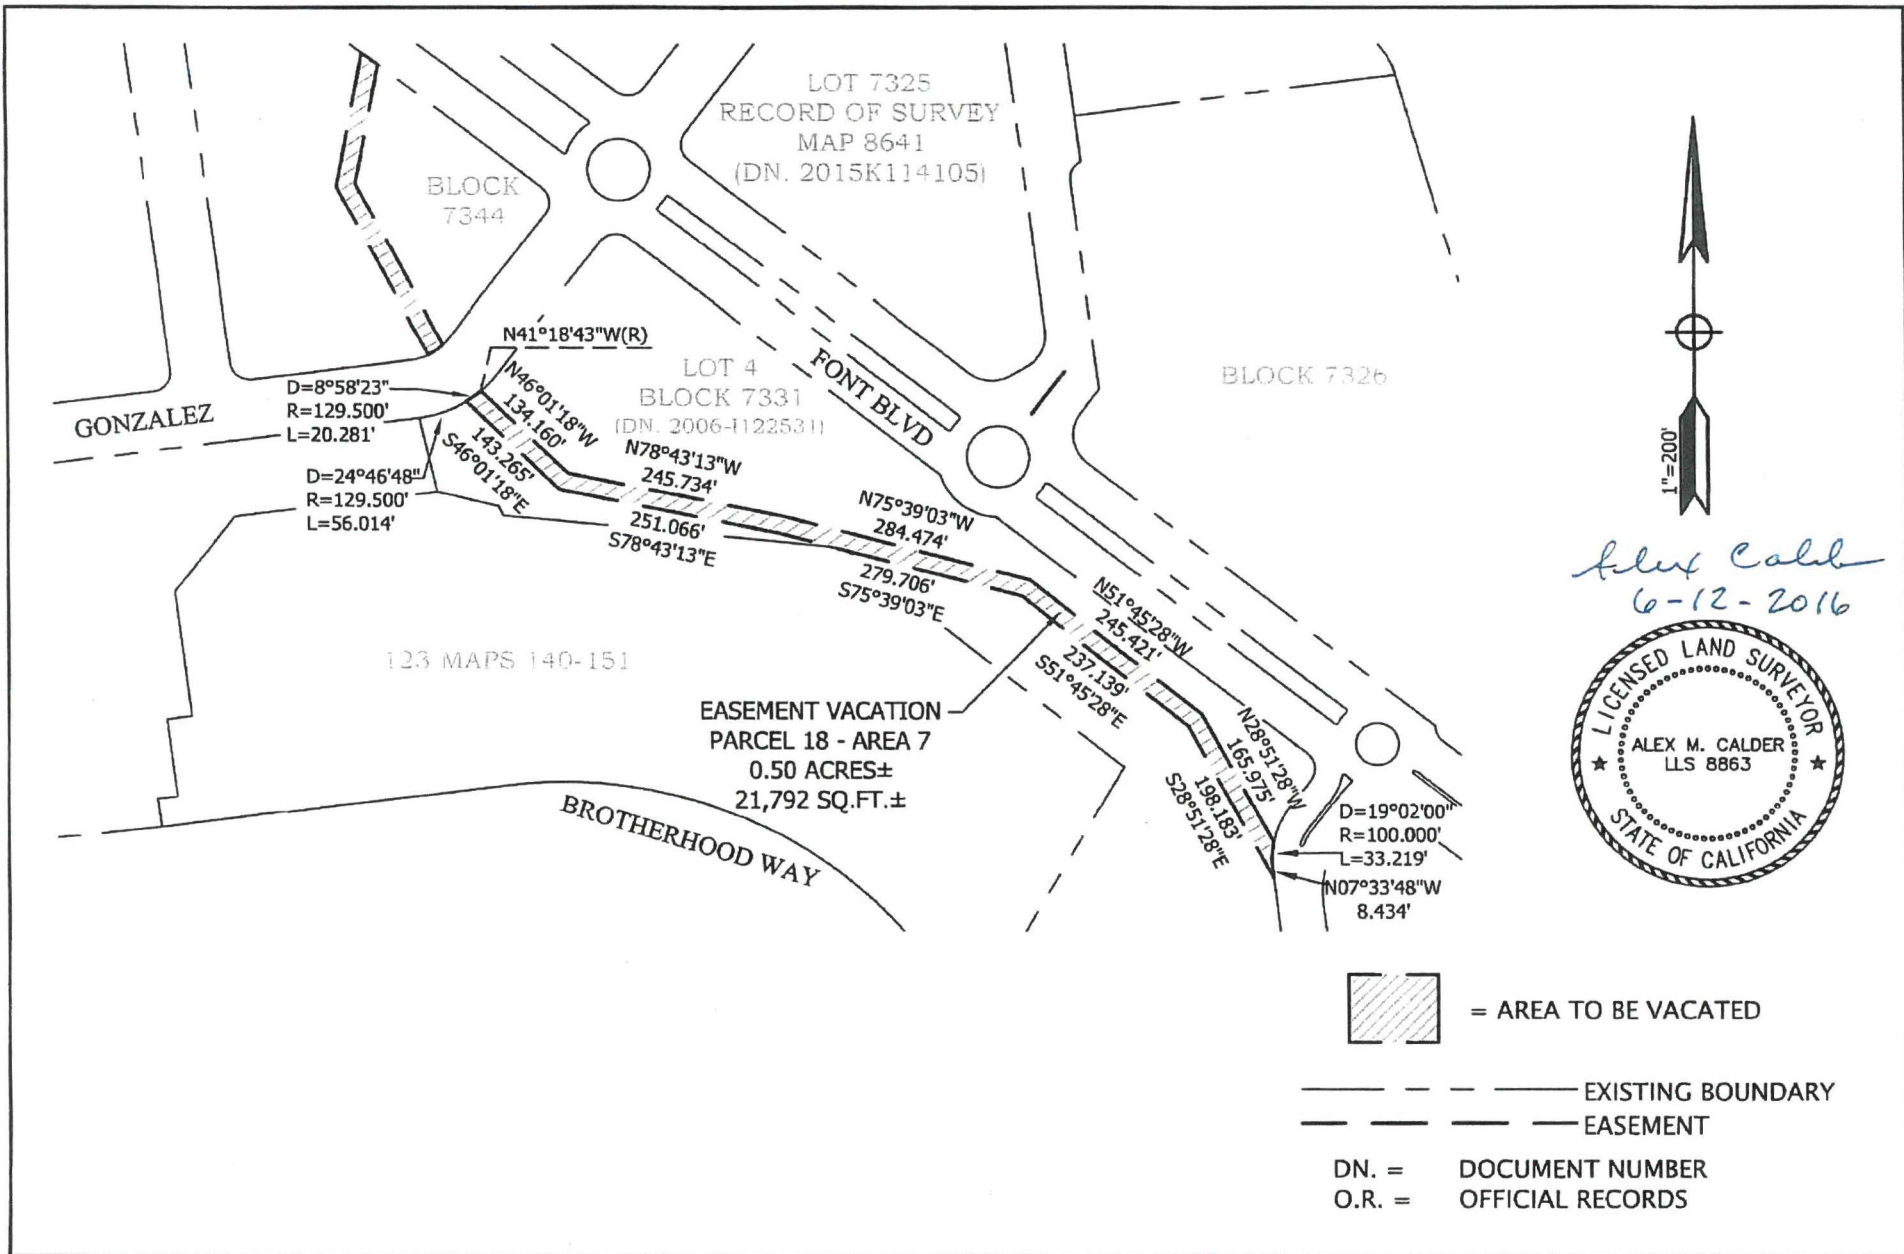 LOT 7325
RECORD OF SURVEY
MAP 8641
(DN. 2015K114105)
BLOCK
7344
N41°18'43"W(R)
LOT 4
BLOCK 7331
(DN. 2006-I122531)
FONT BLVD
BLOCK 7326
GONZALEZ
D=8°58'23"
R=129.500'
L=20.281'
N46°01'18"W
134.160'
143.265'
S46°01'18"E
D=24°46'48"
R=129.500'
L=56.014'
N78°43'13"W
245.734'
251.066'
S78°43'13"E
N75°39'03"W
284.474'
279.706'
S75°39'03"E
N51°45'28"W
245.421'
237.139'
S51°45'28"E
N28°51'28"W
165.975'
198.183'
S28°51'28"E
123 MAPS 140-151
EASEMENT VACATION
PARCEL 18 - AREA 7
0.50 ACRES±
21,792 SQ.FT.±
BROTHERHOOD WAY
D=19°02'00"
R=100.000'
L=33.219'
N07°33'48"W
8.434'
1"=200'
Alex Calder
6-12-2016
LICENSED LAND SURVEYOR
ALEX M. CALDER
LLS 8863
STATE OF CALIFORNIA
= AREA TO BE VACATED
EXISTING BOUNDARY
EASEMENT
DN. = DOCUMENT NUMBER
O.R. = OFFICIAL RECORDS